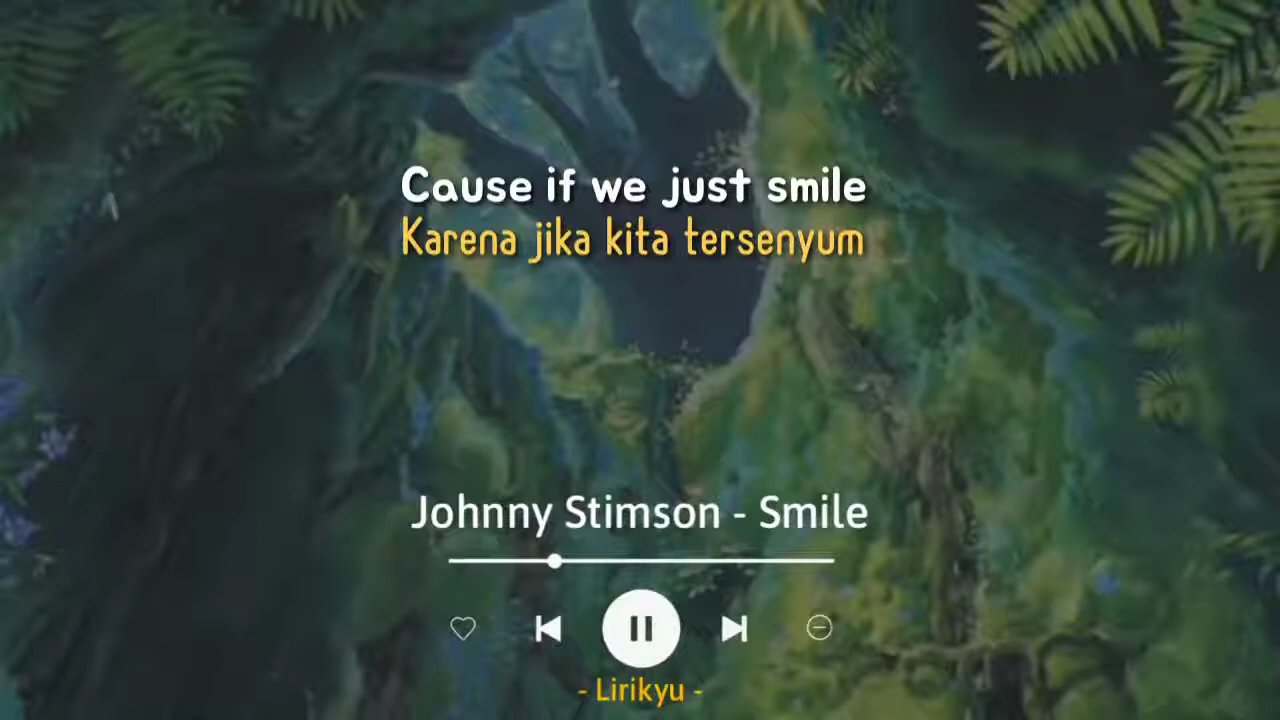 Cause if we just smile
Karena jika kita tersenyum
Johnny Stimson - Smile
- Lirikyu -